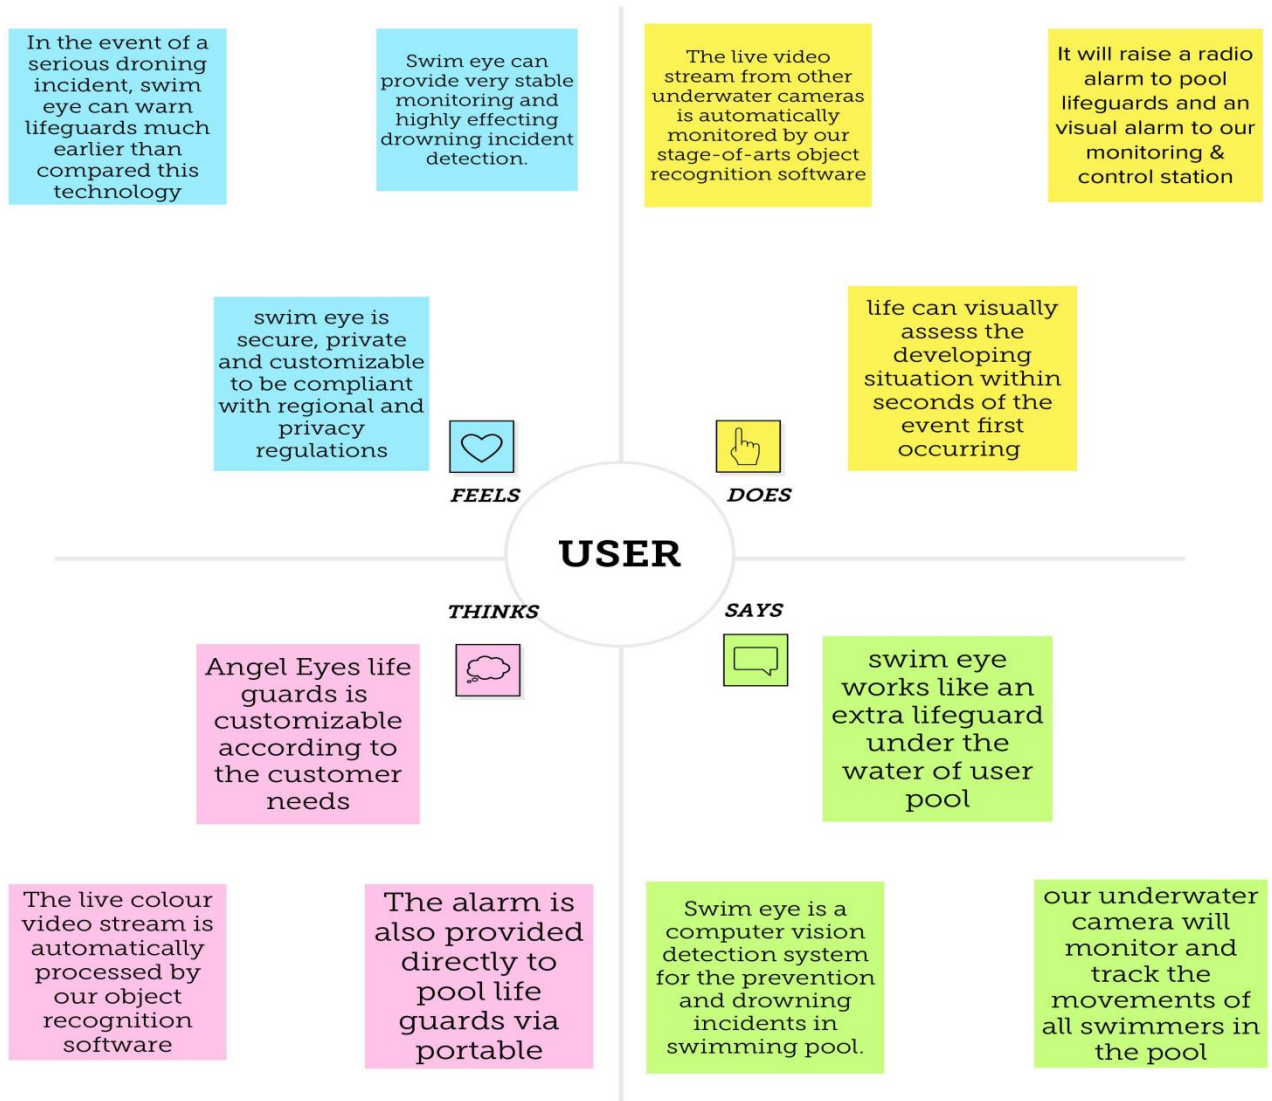 In the event of a
serious droning
incident, swim
eye can warn
lifeguards much
earlier than
compared this
technology
Swim eye can
provide very stable
monitoring and
highly effecting
drowning incident
detection.
swim eye is
secure, private
and customizable
to be compliant
with regional and
privacy
regulations
FEELS
The live video
stream from other
underwater cameras
is automatically
monitored by our
stage-of-arts object
recognition software
It will raise a radio
alarm to pool
lifeguards and an
visual alarm to our
monitoring &
control station
life can visually
assess the
developing
situation within
seconds of the
event first
occurring
DOES
USER
THINKS
Angel Eyes life
guards is
customizable
according to
the customer
needs
The live colour
video stream is
automatically
processed by
our object
recognition
software
The alarm is
also provided
directly to
pool life
guards via
portable
SAYS
swim eye
works like an
extra lifeguard
under the
water of user
pool
Swim eye is a
computer vision
detection system
for the prevention
and drowning
incidents in
swimming pool.
our underwater
camera will
monitor and
track the
movements of
all swimmers in
the pool